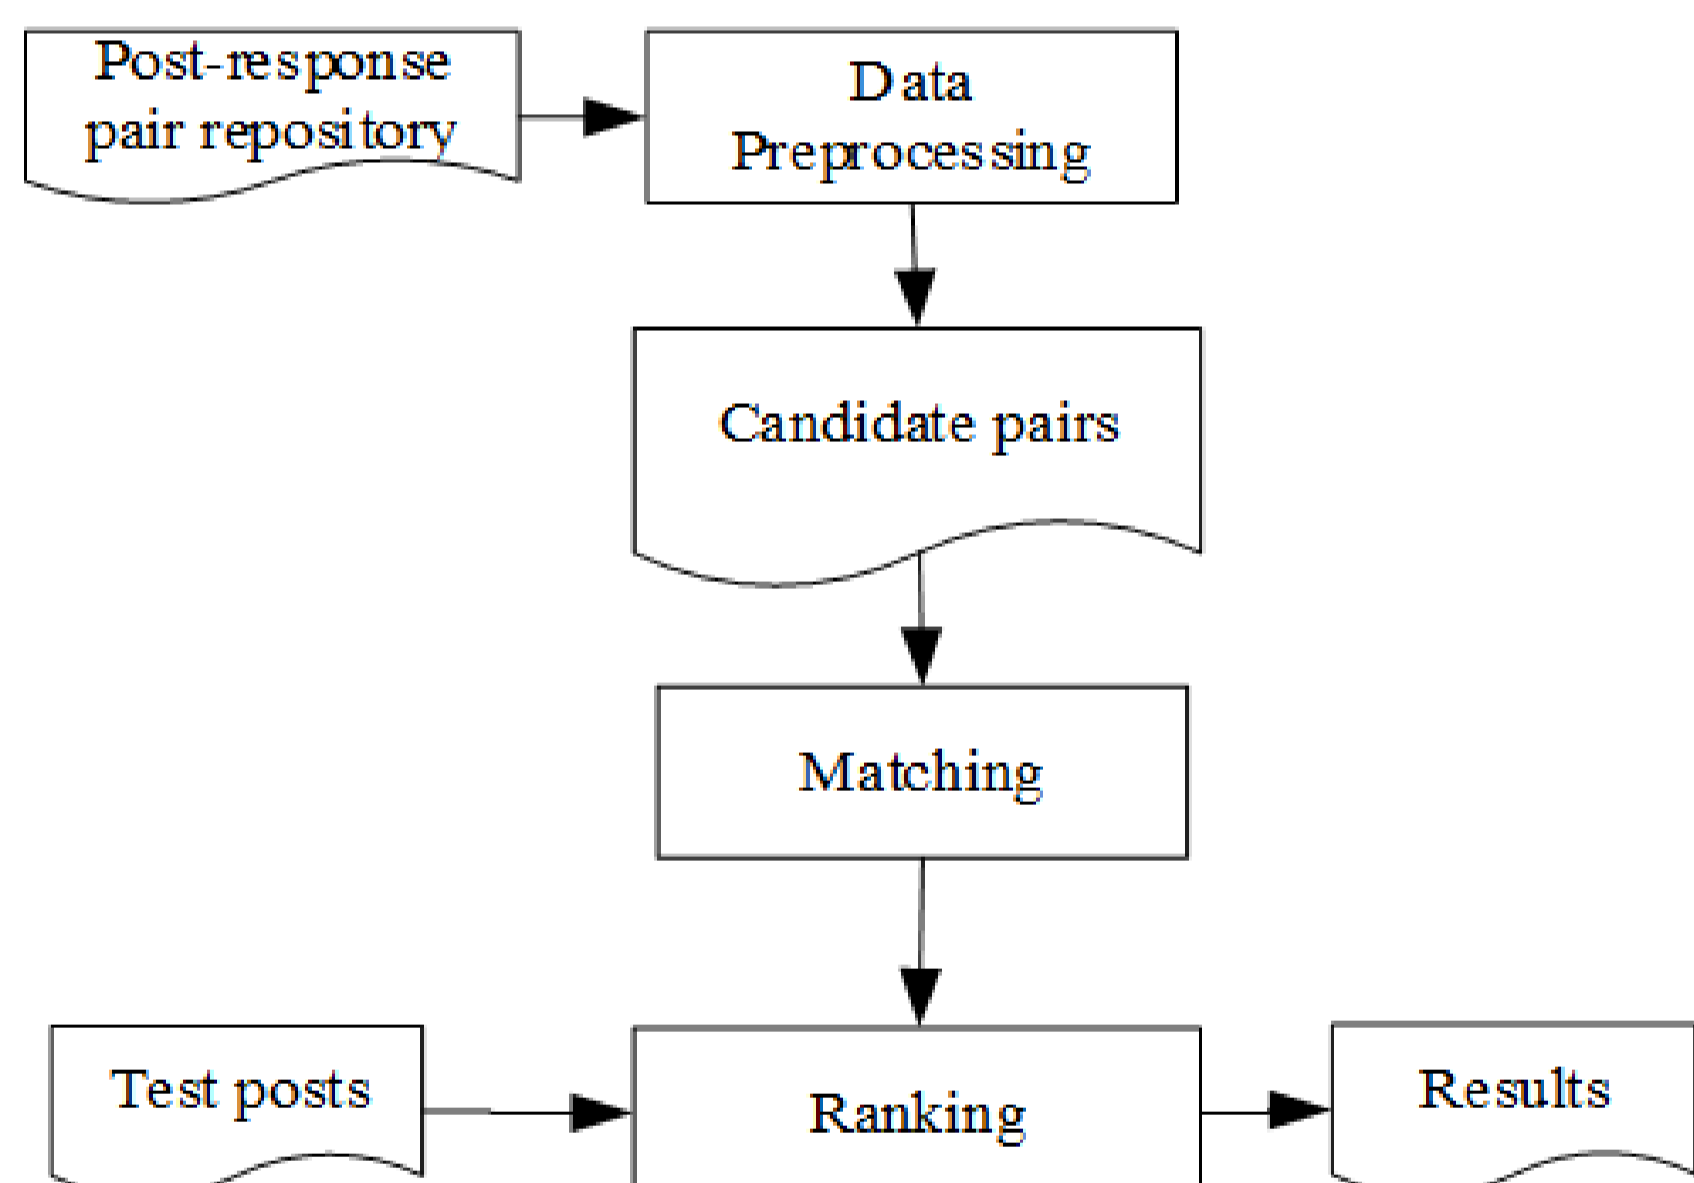 Post-response
pair repository
Data
Preprocessing
Candidate pairs
Matching
Test posts
Ranking
Results